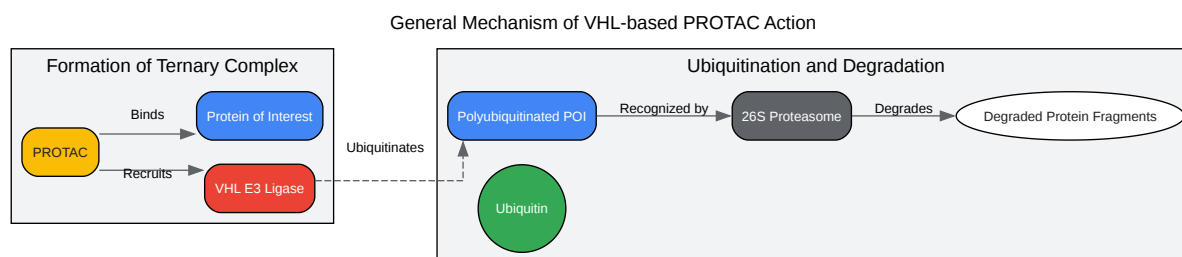 General Mechanism of VHL-based PROTAC Action
Formation of Ternary Complex
PROTAC
Binds
Recruits
Protein of Interest
VHL E3 Ligase
Ubiquitinates
Ubiquitination and Degradation
Polyubiquitinated POI
Recognized by
26S Proteasome
Degrades
Degraded Protein Fragments
Ubiquitin